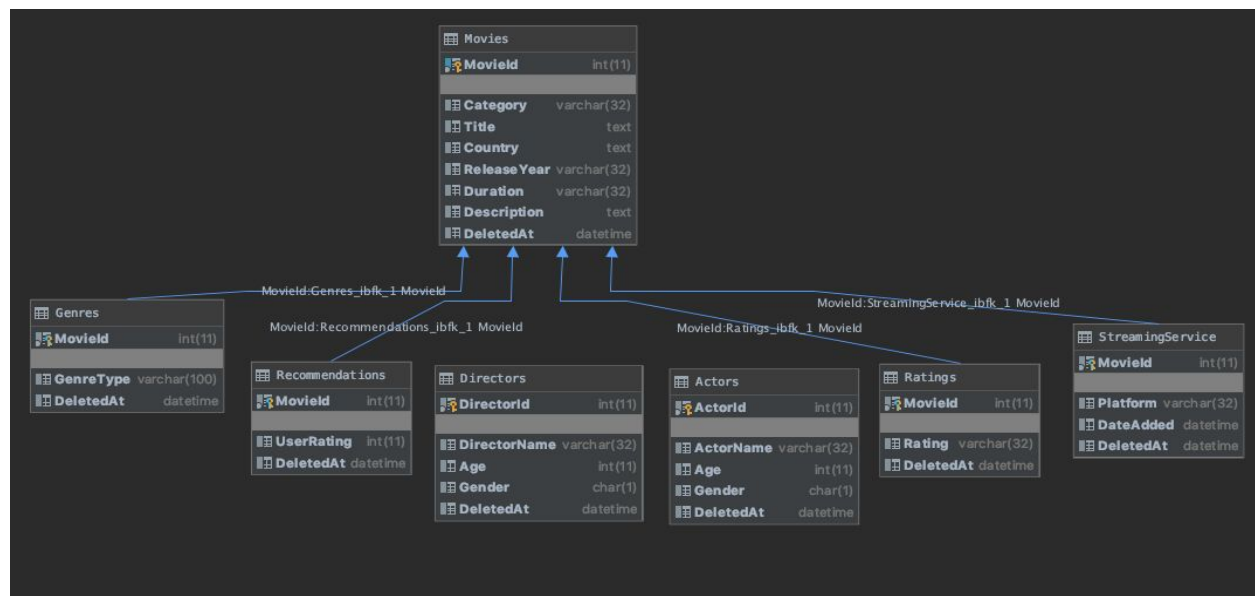 Movies
MovieId int(11)
Category varchar(32)
Title text
Country text
ReleaseYear varchar(32)
Duration varchar(32)
Description text
DeletedAt datetime
MovieId:Genres_ibfk_1 MovieId
MovieId:Recommendations_ibfk_1 MovieId
MovieId:Ratings_ibfk_1 MovieId
MovieId:StreamingService_ibfk_1 MovieId
Genres
MovieId int(11)
GenreType varchar(100)
DeletedAt datetime
Recommendations
MovieId int(11)
UserRating int(11)
DeletedAt datetime
Directors
DirectorId int(11)
DirectorName varchar(32)
Age int(11)
Gender char(1)
DeletedAt datetime
Actors
ActorId int(11)
ActorName varchar(32)
Age int(11)
Gender char(1)
DeletedAt datetime
Ratings
MovieId int(11)
Rating varchar(32)
DeletedAt datetime
StreamingService
MovieId int(11)
Platform varchar(32)
DateAdded datetime
DeletedAt datetime